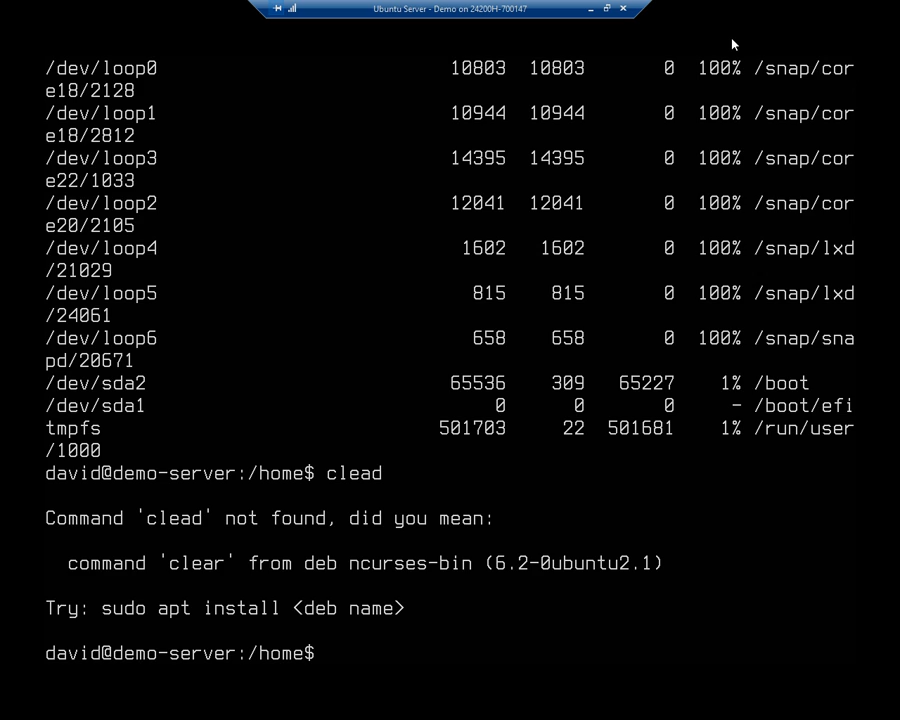 Ubuntu Server - Demo on 24200H-700147
/dev/loop0 10803 10803 0 100% /snap/cor
e18/2128
/dev/loop1 10944 10944 0 100% /snap/cor
e18/2812
/dev/loop3 14395 14395 0 100% /snap/cor
e22/1033
/dev/loop2 12041 12041 0 100% /snap/cor
e20/2105
/dev/loop4 1602 1602 0 100% /snap/lxd
/21029
/dev/loop5 815 815 0 100% /snap/lxd
/24061
/dev/loop6 658 658 0 100% /snap/sna
pd/20671
/dev/sda2 65536 309 65227 1% /boot
/dev/sda1 0 0 0 - /boot/efi
tmpfs 501703 22 501681 1% /run/user
/1000
david@demo-server:/home$ clead
Command 'clead' not found, did you mean:
command 'clear' from deb ncurses-bin (6.2-0ubuntu2.1)
Try: sudo apt install <deb name>
david@demo-server:/home$